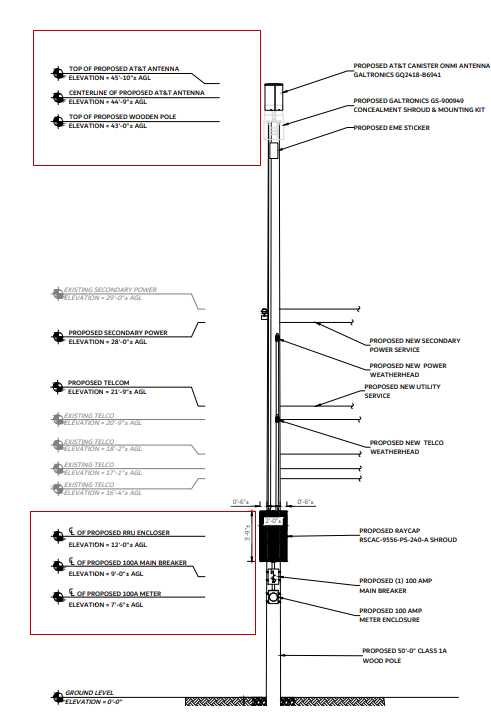 TOP OF PROPOSED AT&T ANTENNA
ELEVATION = 45'-10"± AGL
CENTERLINE OF PROPOSED AT&T ANTENNA
ELEVATION = 44'-9"± AGL
TOP OF PROPOSED WOODEN POLE
ELEVATION = 43'-0"± AGL
PROPOSED AT&T CANISTER ONMI ANTENNA
GALTRONICS GQ2418-B6941
PROPOSED GALTRONICS GS-900949
CONCEALMENT SHROUD & MOUNTING KIT
PROPOSED EME STICKER
EXISTING SECONDARY POWER
ELEVATION = 29'-0"± AGL
PROPOSED SECONDARY POWER
ELEVATION = 28'-0"± AGL
PROPOSED NEW SECONDARY
POWER SERVICE
PROPOSED NEW POWER
WEATHERHEAD
PROPOSED TELCOM
ELEVATION = 21'-9"± AGL
PROPOSED NEW UTILITY
SERVICE
EXISTING TELCO
ELEVATION = 20'-9"± AGL
EXISTING TELCO
ELEVATION = 18'-2"± AGL
PROPOSED NEW TELCO
WEATHERHEAD
EXISTING TELCO
ELEVATION = 17'-1"± AGL
EXISTING TELCO
ELEVATION = 16'-4"± AGL
0'-6"±
0'-6"±
2'-0"±
3'-9"±
℄ OF PROPOSED RRU ENCLOSER
ELEVATION = 12'-0"± AGL
PROPOSED RAYCAP
RSCAC-9556-PS-240-A SHROUD
℄ OF PROPOSED 100A MAIN BREAKER
ELEVATION = 9'-0"± AGL
PROPOSED (1) 100 AMP
MAIN BREAKER
℄ OF PROPOSED 100A METER
ELEVATION = 7'-6"± AGL
PROPOSED 100 AMP
METER ENCLOSURE
PROPOSED 50'-0" CLASS 1A
WOOD POLE
GROUND LEVEL
ELEVATION = 0'-0"